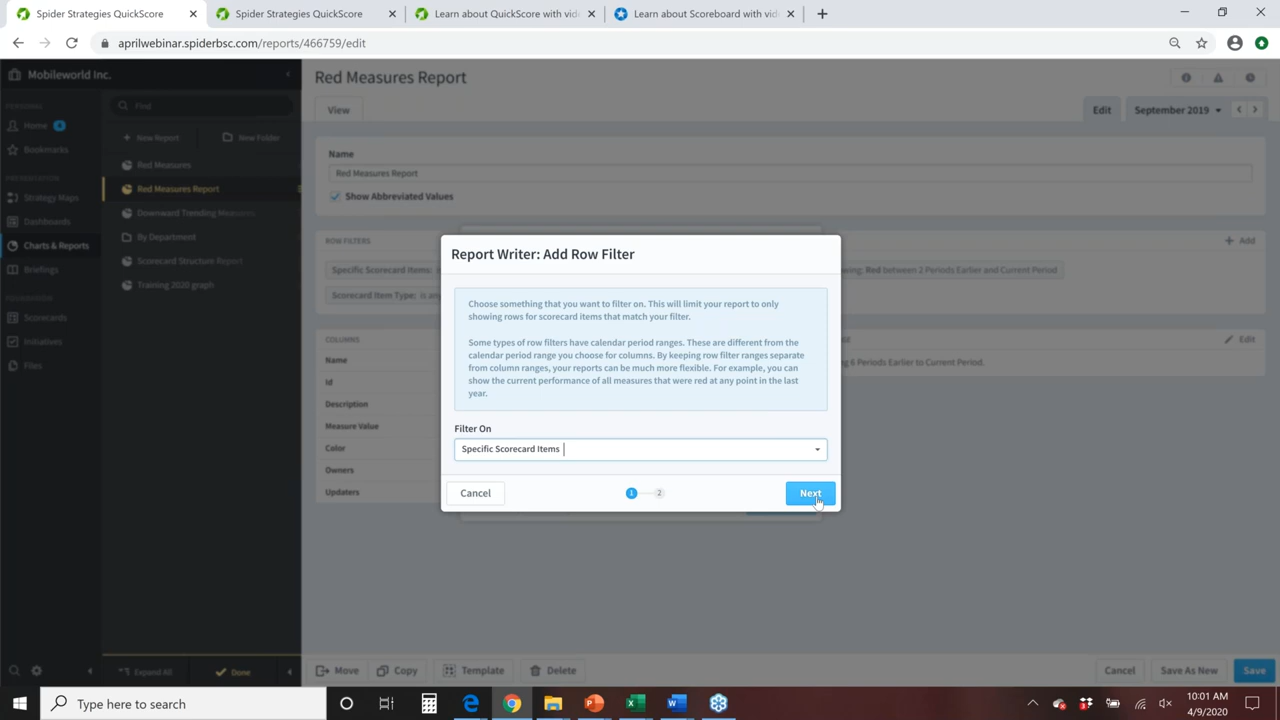 Spider Strategies QuickScore
Spider Strategies QuickScore
Learn about QuickScore with vid
Learn about Scoreboard with vid
aprilwebinar.spiderbsc.com/reports/466759/edit
Mobileworld Inc.
Red Measures Report
PERSONAL
Home
Bookmarks
Find
New Report
New Folder
Red Measures
Red Measures Report
Downward Trending Measures
By Department
Scorecard Structure Report
Training 2020 graph
Strategy Maps
Dashboards
Charts & Reports
Briefings
Scorecards
Initiatives
Files
View
Edit
September 2019
Name
Red Measures Report
Show Abbreviated Values
ROW FILTERS
Add
Specific Scorecard Items:
Red between 2 Periods Earlier and Current Period
Scorecard Item Type: is any
COLUMNS
Edit
Name
Id
Description
Measure Value
Color
Owners
Updaters
6 Periods Earlier to Current Period.
Report Writer: Add Row Filter
Choose something that you want to filter on. This will limit your report to only
showing rows for scorecard items that match your filter.
Some types of row filters have calendar period ranges. These are different from the
calendar period range you choose for columns. By keeping row filter ranges separate
from column ranges, your reports can be much more flexible. For example, you can
show the current performance of all measures that were red at any point in the last
year.
Filter On
Specific Scorecard Items
Cancel
1
2
Next
Expand All
Done
Move
Copy
Template
Delete
Cancel
Save As New
Save
Type here to search
10:01 AM
4/9/2020